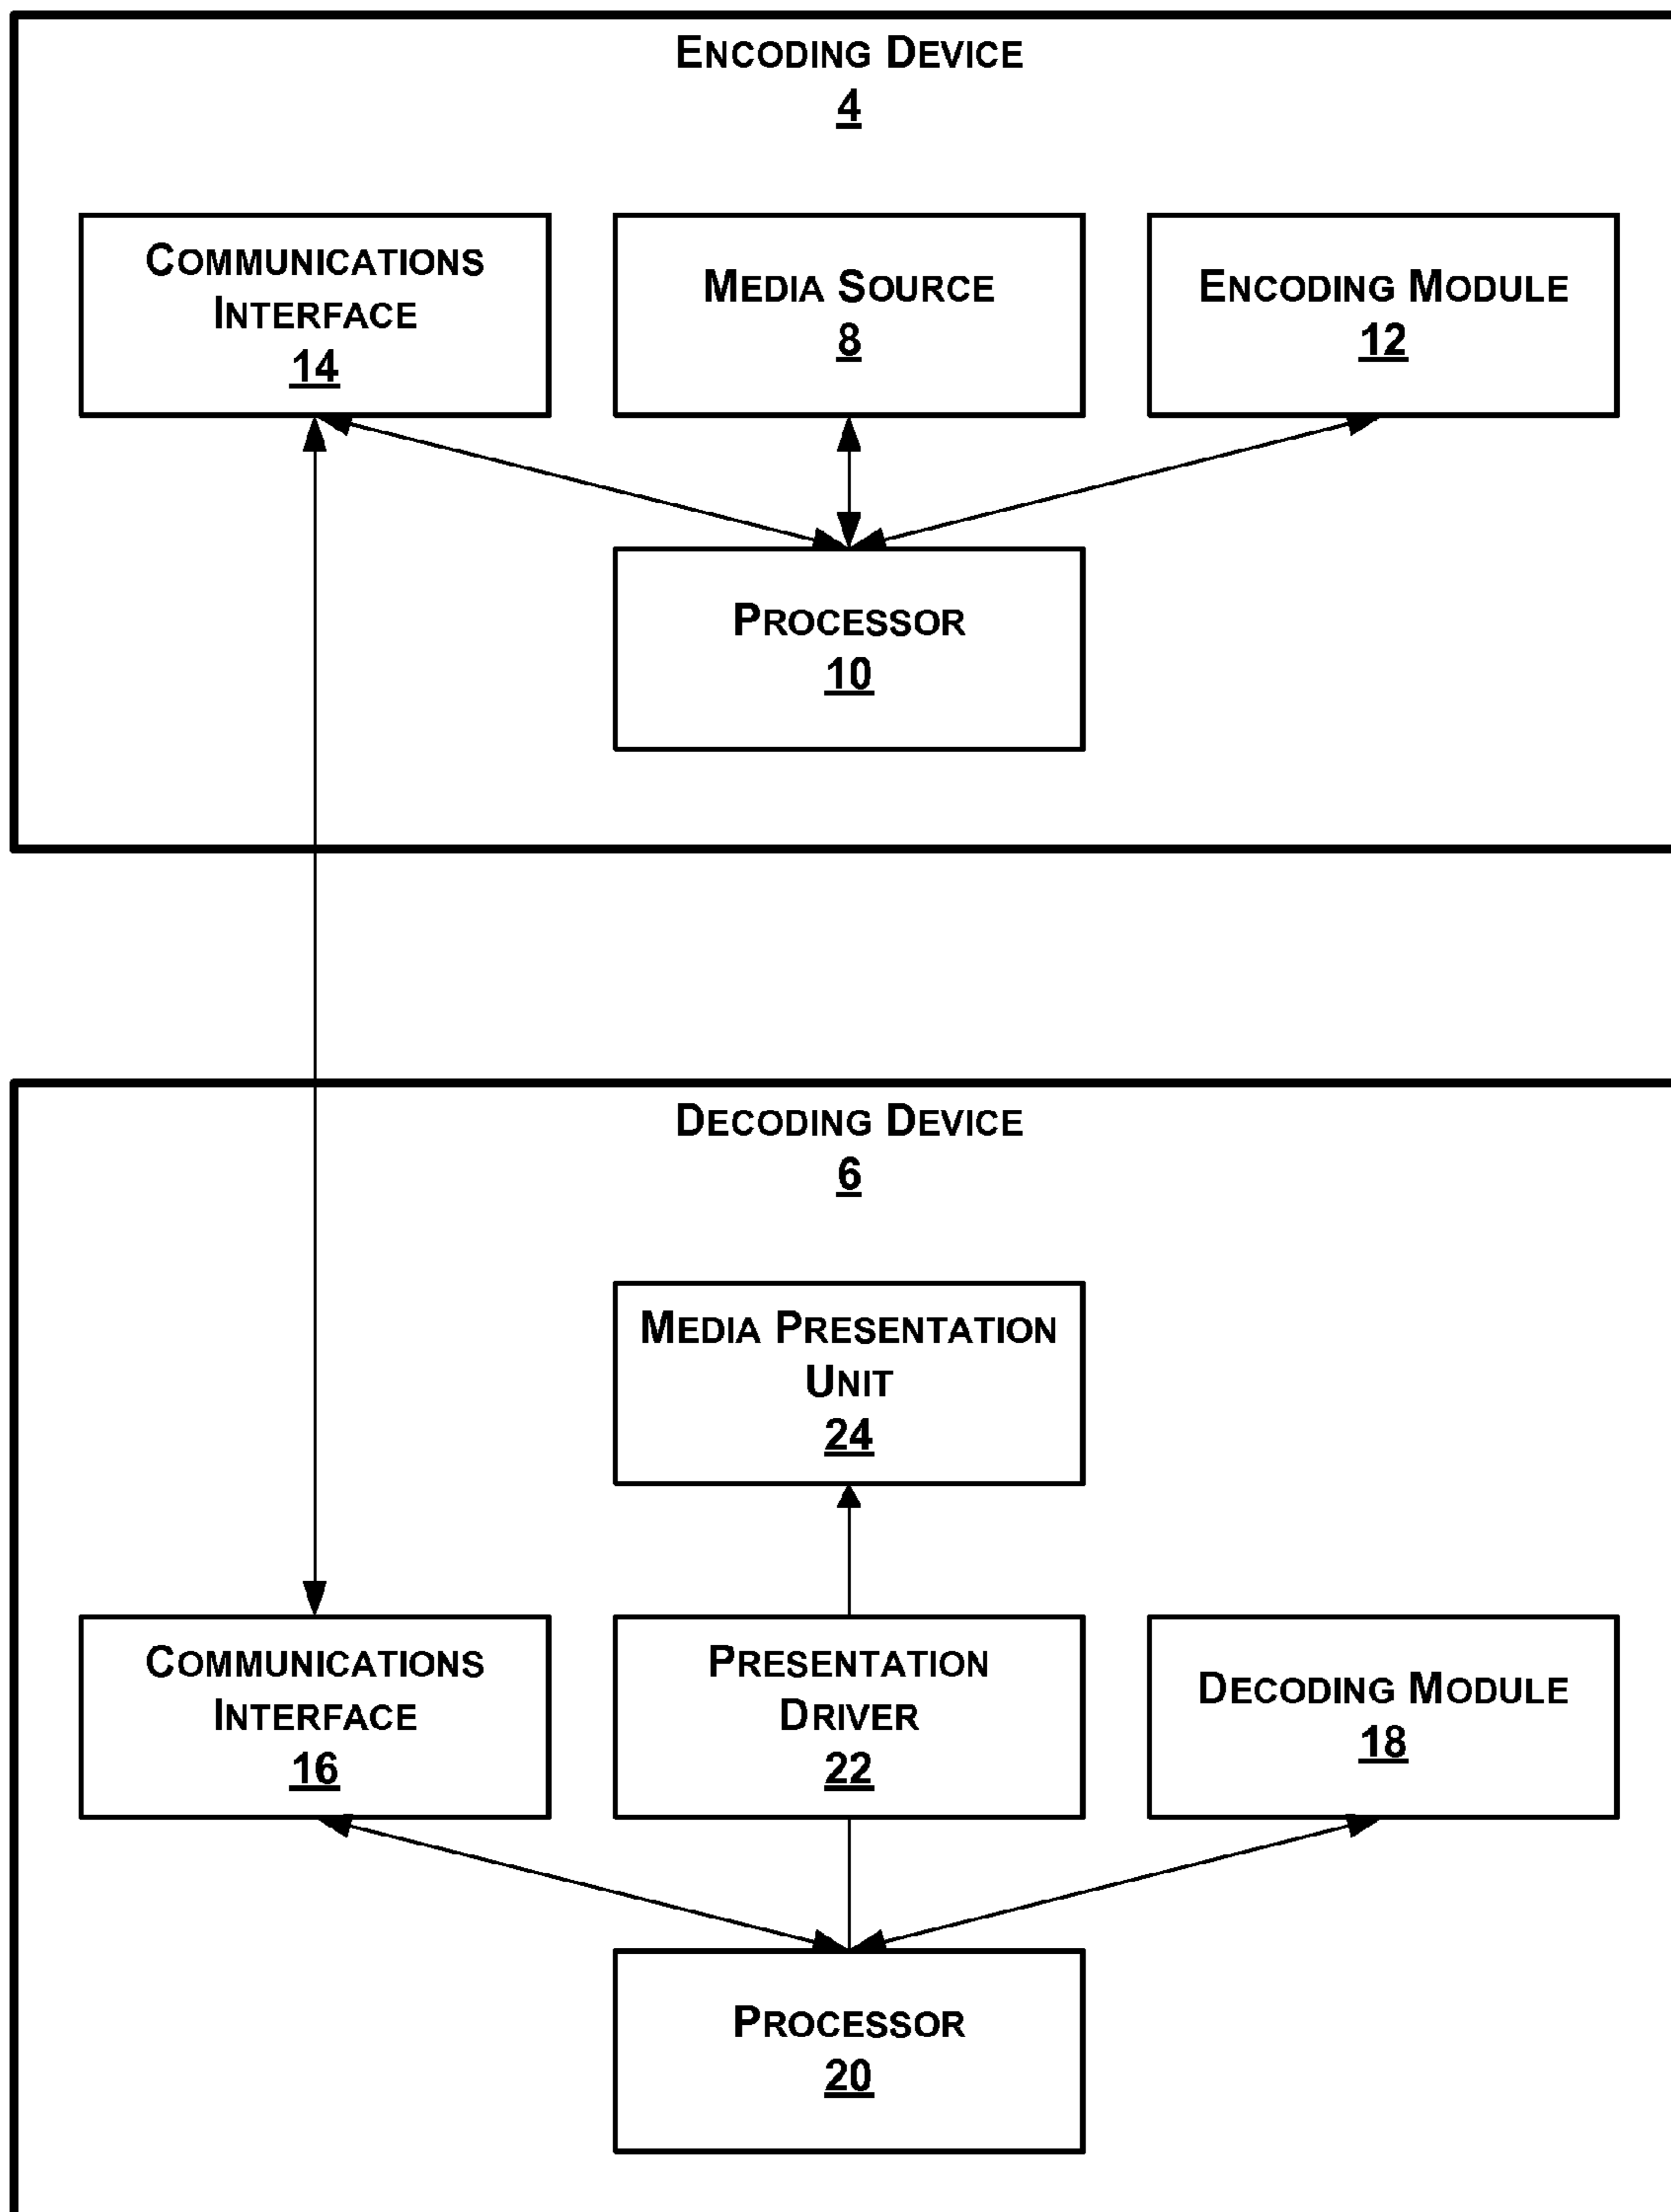 ENCODING DEVICE
4
COMMUNICATIONS
INTERFACE
14
MEDIA SOURCE
8
ENCODING MODULE
12
PROCESSOR
10
DECODING DEVICE
6
MEDIA PRESENTATION
UNIT
24
COMMUNICATIONS
INTERFACE
16
PRESENTATION
DRIVER
22
DECODING MODULE
18
PROCESSOR
20